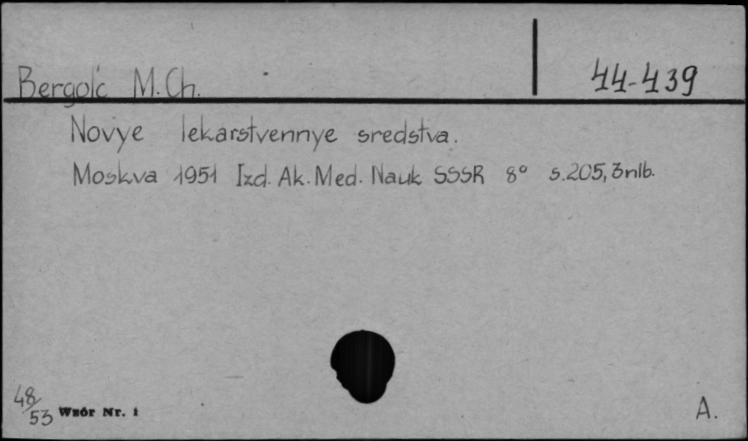 Bergolć M.Ch. 44-439
Novye lekarstvennye sredstva.
Moskva 1951 Izd. Ak. Med. Nauk SSSR 8° s.205, 3nlb.
48/53 Wzór Nr. 1
A.